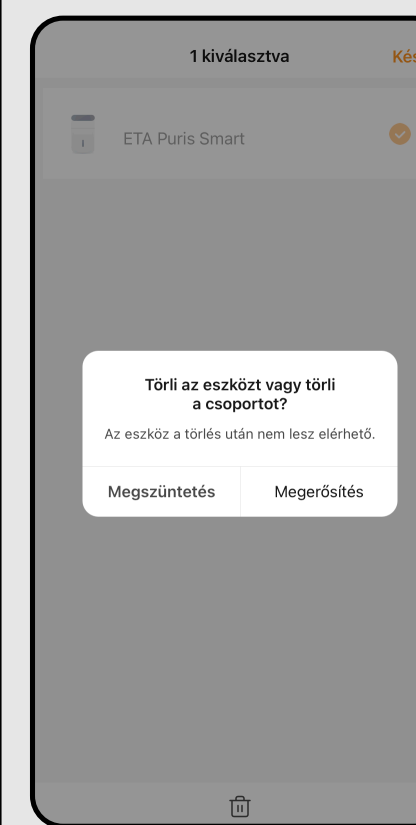 1 kiválasztva
Kés
ETA Puris Smart
Törli az eszközt vagy törli
a csoportot?
Az eszköz a törlés után nem lesz elérhető.
Megszüntetés
Megerősítés